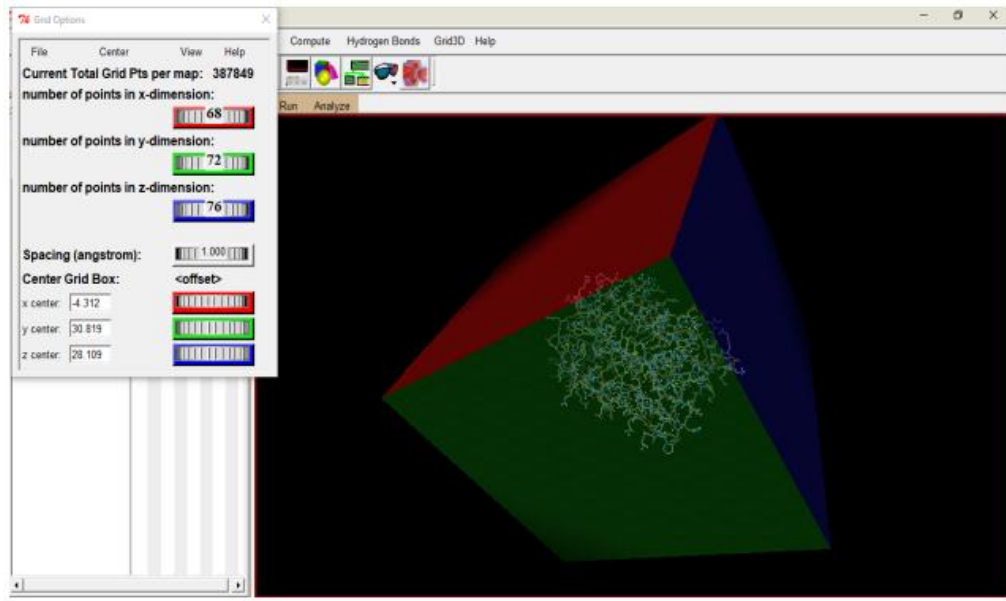 Grid Options
File Center View Help
Current Total Grid Pts per map: 387849
number of points in x-dimension:
68
number of points in y-dimension:
72
number of points in z-dimension:
76
Spacing (angstrom): 1.000
Center Grid Box: <offset>
x center: -4.312
y center: 30.819
z center: 28.109
Compute Hydrogen Bonds Grid3D Help
Run Analyze